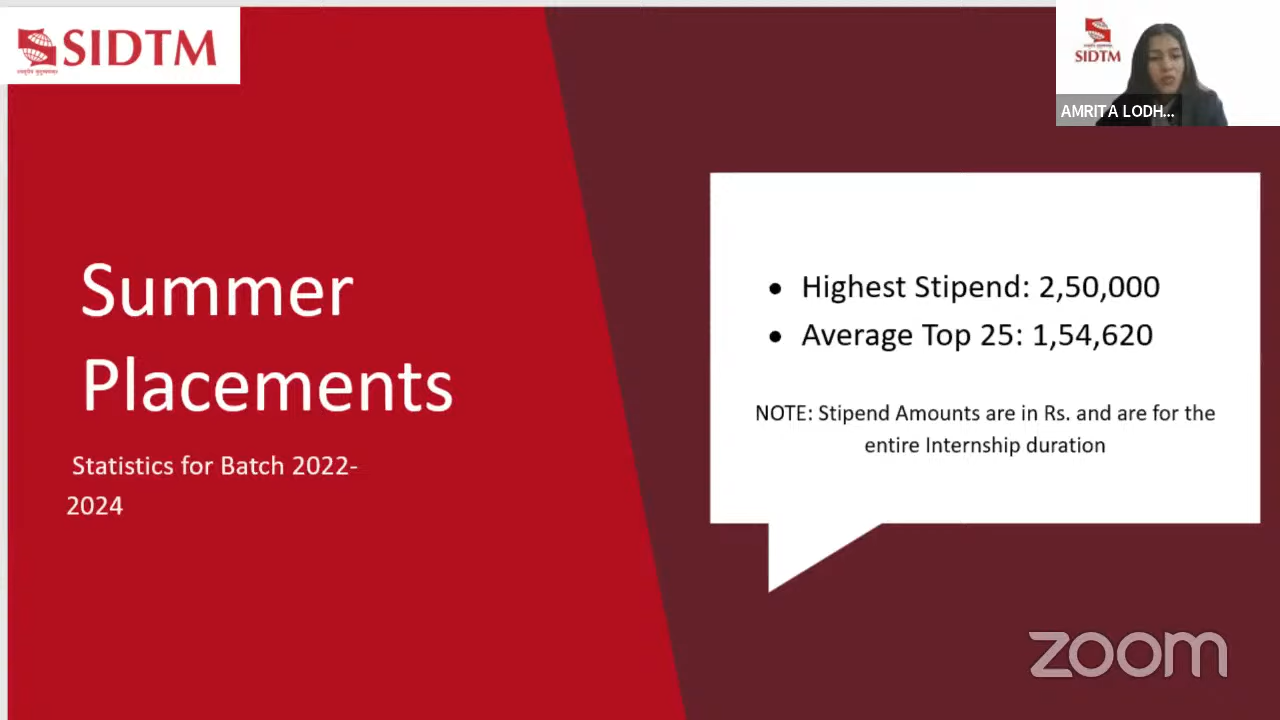 SIDTM
SIDTM
AMRITA LODH...
Summer
Placements
Statistics for Batch 2022-
2024
• Highest Stipend: 2,50,000
• Average Top 25: 1,54,620
NOTE: Stipend Amounts are in Rs. and are for the
entire Internship duration
zoom